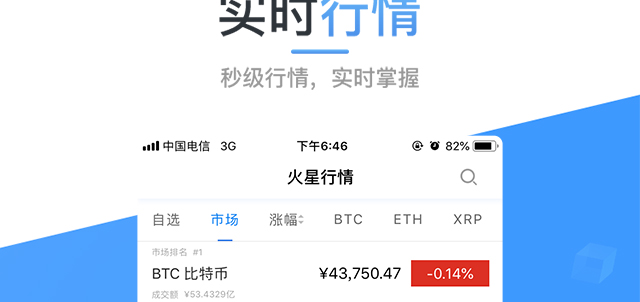 实时行情
秒级行情，实时掌握
中国电信 3G 下午6:46 82%
火星行情
自选 市场 涨幅 BTC ETH XRP
市场排名 #1
BTC 比特币 ¥43,750.47 -0.14%
成交额 ¥53.4329亿